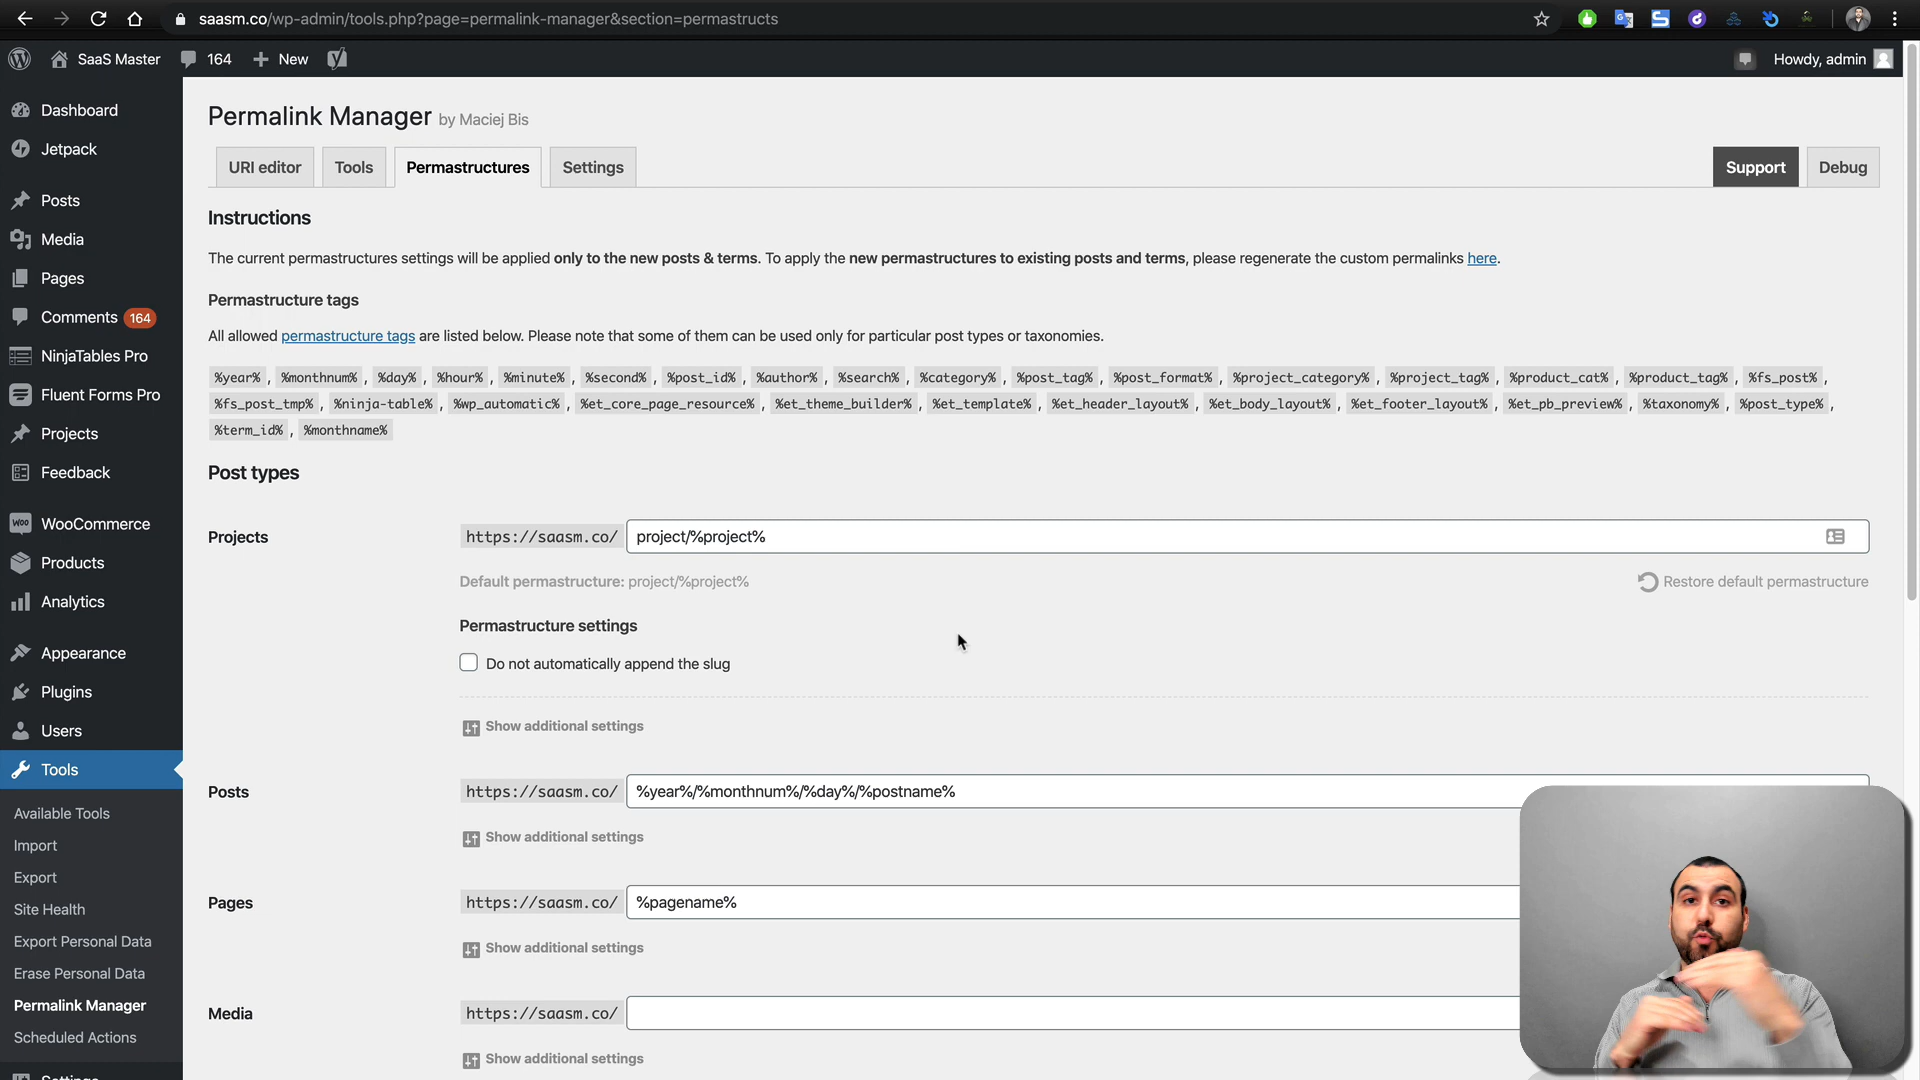 saasm.co/wp-admin/tools.php?page=permalink-manager&section=permastructs
SaaS Master 164 New Howdy, admin
Dashboard
Jetpack
Posts
Media
Pages
Comments 164
NinjaTables Pro
Fluent Forms Pro
Projects
Feedback
WooCommerce
Products
Analytics
Appearance
Plugins
Users
Tools
Available Tools
Import
Export
Site Health
Export Personal Data
Erase Personal Data
Permalink Manager
Scheduled Actions
Settings
Permalink Manager by Maciej Bis
URI editor Tools Permastructures Settings Support Debug
Instructions
The current permastructures settings will be applied only to the new posts & terms. To apply the new permastructures to existing posts and terms, please regenerate the custom permalinks here.
Permastructure tags
All allowed permastructure tags are listed below. Please note that some of them can be used only for particular post types or taxonomies.
%year% , %monthnum% , %day% , %hour% , %minute% , %second% , %post_id% , %author% , %search% , %category% , %post_tag% , %post_format% , %project_category% , %project_tag% , %product_cat% , %product_tag% , %fs_post% ,
%fs_post_tmp% , %ninja-table% , %wp_automatic% , %et_core_page_resource% , %et_theme_builder% , %et_template% , %et_header_layout% , %et_body_layout% , %et_footer_layout% , %et_pb_preview% , %taxonomy% , %post_type% ,
%term_id% , %monthname%
Post types
Projects https://saasm.co/ project/%project%
Default permastructure: project/%project% Restore default permastructure
Permastructure settings
Do not automatically append the slug
Show additional settings
Posts https://saasm.co/ %year%/%monthnum%/%day%/%postname%
Show additional settings
Pages https://saasm.co/ %pagename%
Show additional settings
Media https://saasm.co/
Show additional settings